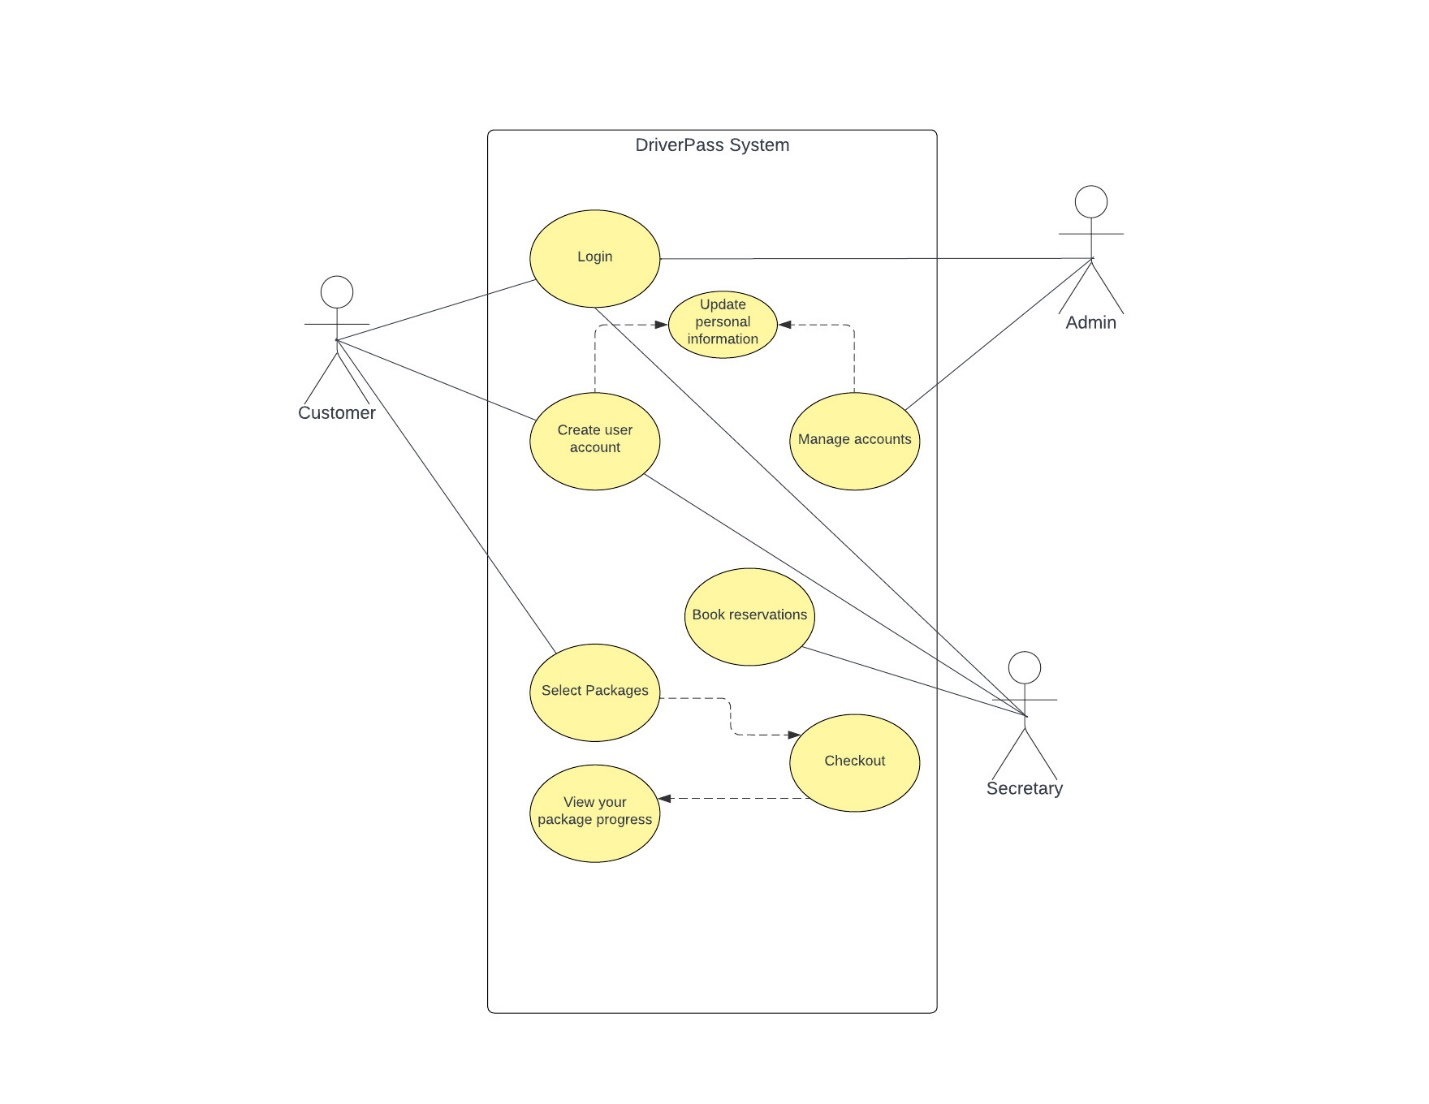 DriverPass System
Login
Update
personal
information
Admin
Customer
Create user
account
Manage accounts
Book reservations
Select Packages
Checkout
Secretary
View your
package progress